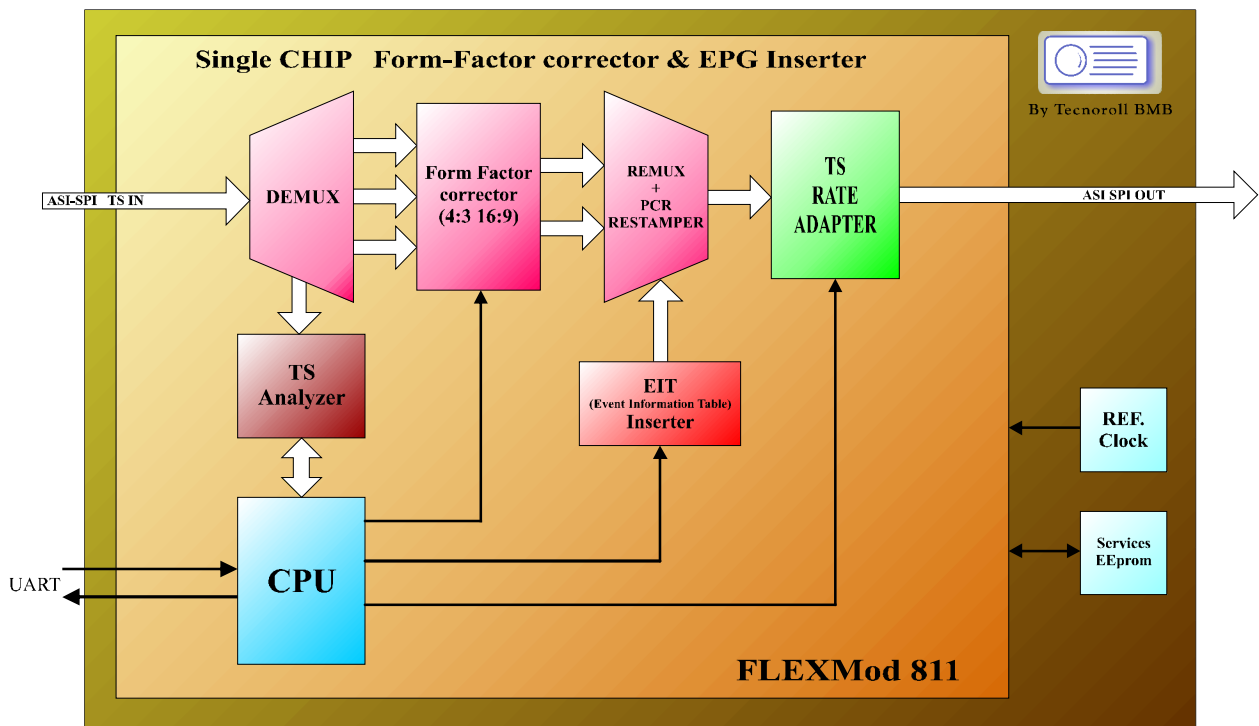 Single CHIP Form-Factor corrector & EPG Inserter
By Tecnoroll BMB
ASI-SPI TS IN
DEMUX
Form Factor
corrector
(4:3 16:9)
REMUX
+
PCR
RESTAMPER
TS
RATE
ADAPTER
ASI SPI OUT
TS
Analyzer
EIT
(Event Information Table)
Inserter
REF.
Clock
Services
EEprom
UART
CPU
FLEXMod 811